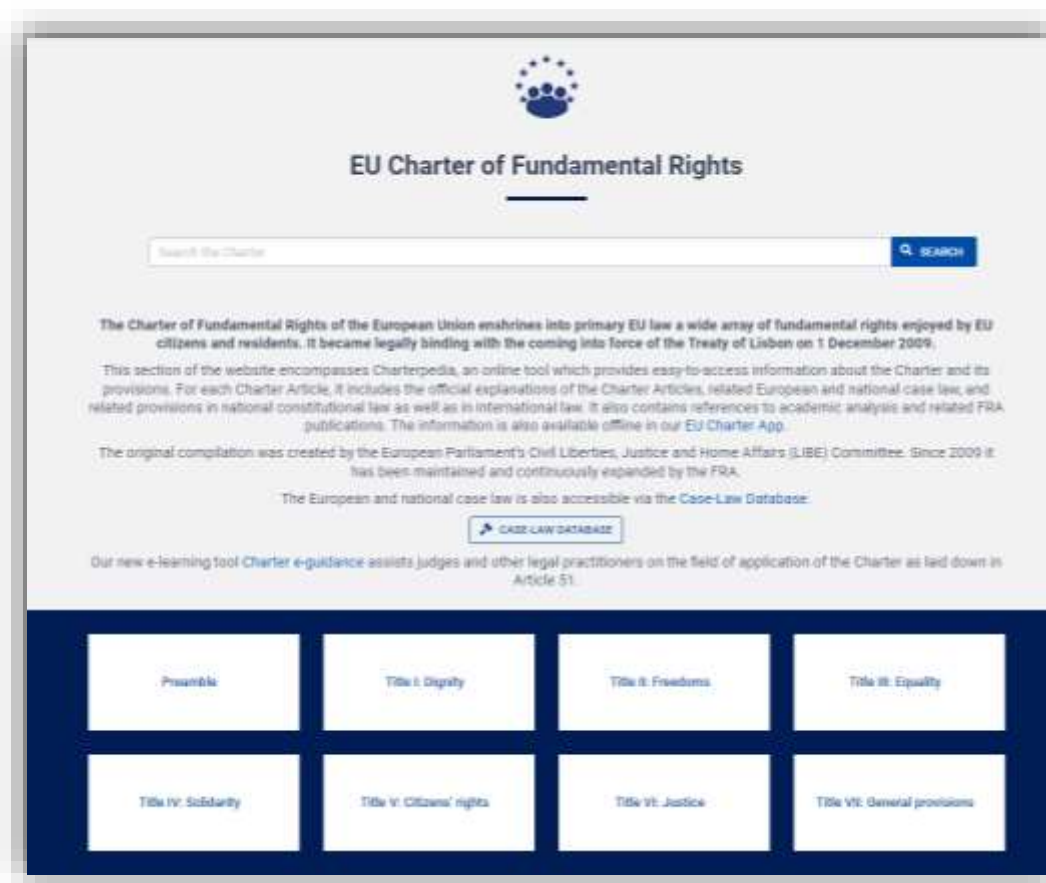 EU Charter of Fundamental Rights
Search the Charter
SEARCH
The Charter of Fundamental Rights of the European Union enshrines into primary EU law a wide array of fundamental rights enjoyed by EU
citizens and residents. It became legally binding with the coming into force of the Treaty of Lisbon on 1 December 2009.
This section of the website encompasses Charterpedia, an online tool which provides easy-to-access information about the Charter and its
provisions. For each Charter Article, it includes the official explanations of the Charter Articles, related European and national case law, and
related provisions in national constitutional law as well as in international law. It also contains references to academic analysis and related FRA
publications. The information is also available offline in our EU Charter App.
The original compilation was created by the European Parliament's Civil Liberties, Justice and Home Affairs (LIBE) Committee. Since 2009 it
has been maintained and continuously expanded by the FRA.
The European and national case law is also accessible via the Case-Law Database.
CASE-LAW DATABASE
Our new e-learning tool Charter e-guidance assists judges and other legal practitioners on the field of application of the Charter as laid down in
Article 51.
Preamble
Title I: Dignity
Title II: Freedoms
Title III: Equality
Title IV: Solidarity
Title V: Citizens' rights
Title VI: Justice
Title VII: General provisions